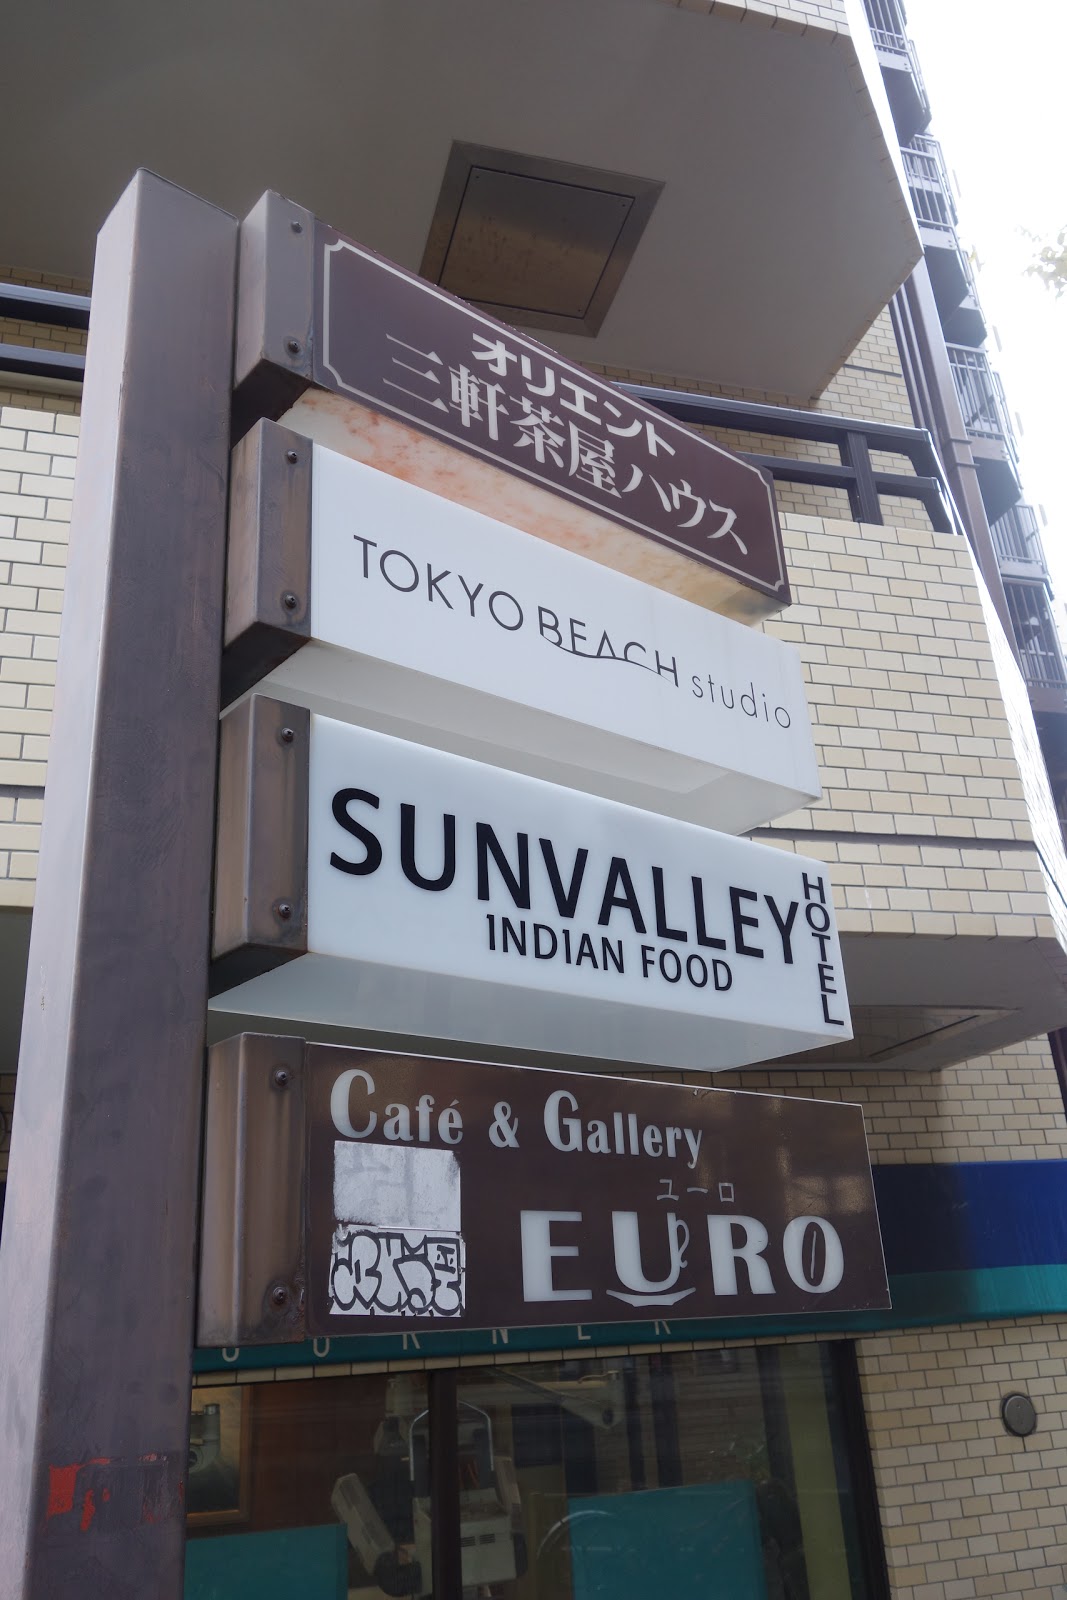 オリエント
三軒茶屋ハウス
TOKYO BEACH studio
SUNVALLEY
HOTEL
INDIAN FOOD
Café & Gallery
ユーロ
EURO